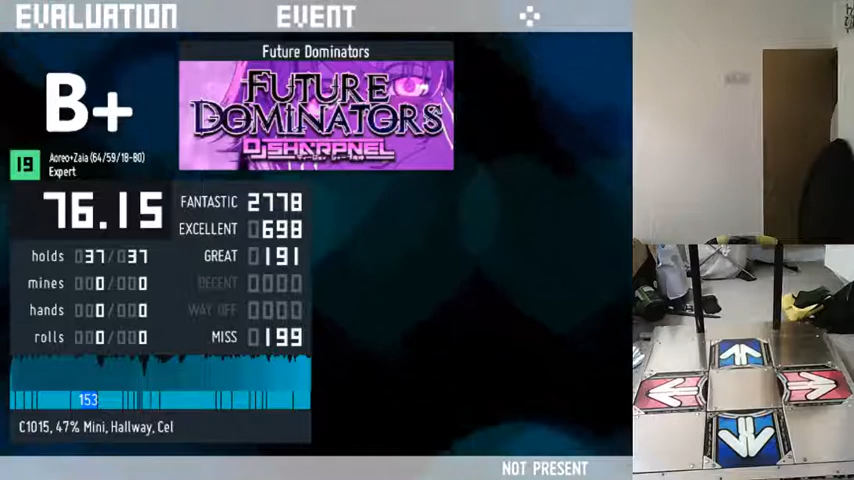 EVALUATION
EVENT
Future Dominators
FUTURE
DOMINATORS
DJ SHARPNEL
B+
19
Aoreo+Zaia (64/59/18-80)
Expert
76.15
FANTASTIC 2778
EXCELLENT 0698
GREAT 0191
DECENT 0000
WAY OFF 0000
MISS 0199
holds 037/037
mines 000/000
hands 000/000
rolls 000/000
153
C1015, 47% Mini, Hallway, Cel
NOT PRESENT